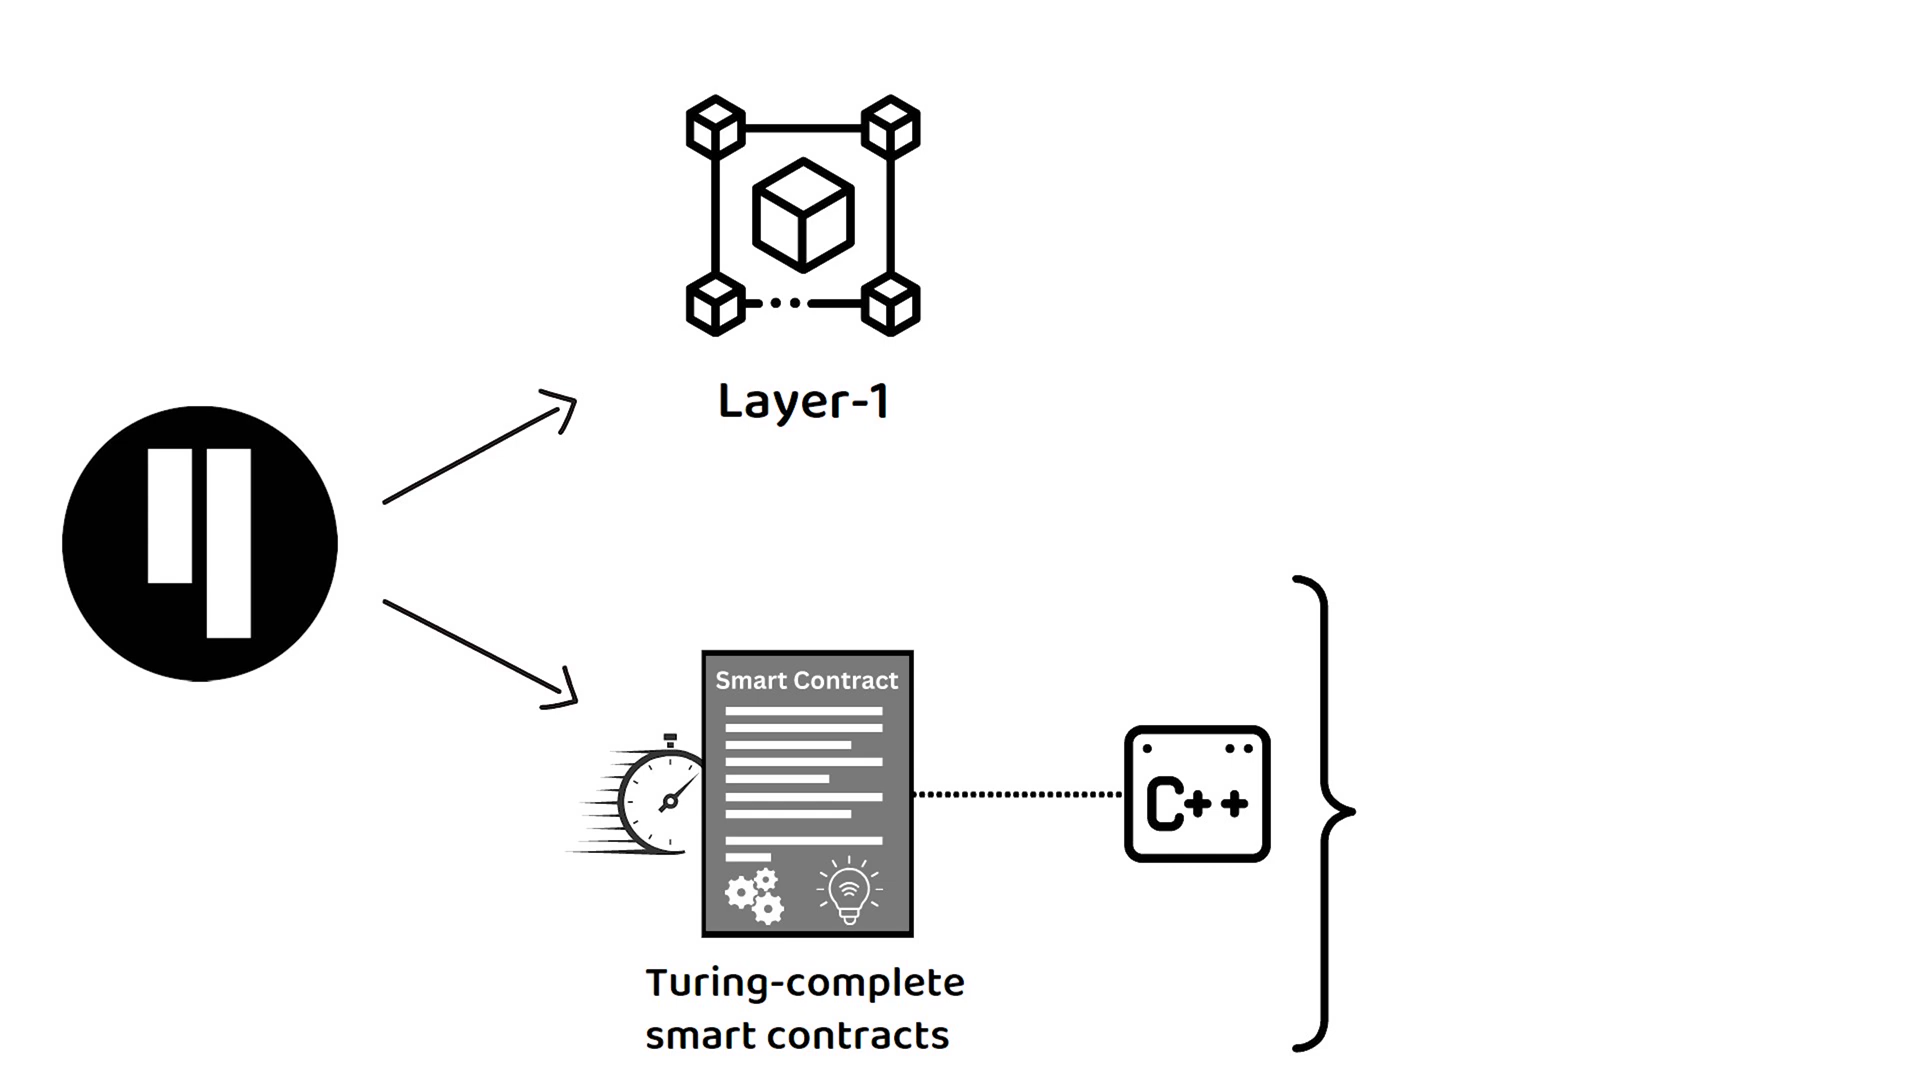 Layer-1
Smart Contract
C++
Turing-complete
smart contracts